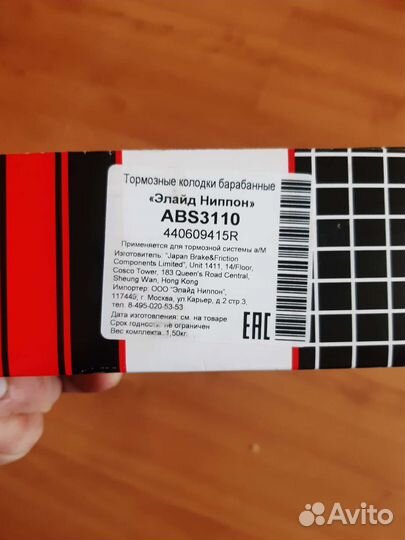 Тормозные колодки барабанные
«Элайд Ниппон»
ABS3110
440609415R
Применяется для тормозной системы а/М
Изготовитель: "Japan Brake&Friction
Components Limited", Unit 1411, 14/Floor,
Cosco Tower, 183 Queen's Road Central,
Sheung Wan, Hong Kong
Импортер: ООО "Элайд Ниппон",
117449, г. Москва, ул.Карьер, д.2 стр.3,
тел. 8-495-020-53-53
Дата изготовления: см. на товаре
Срок годности: не ограничен
Вес комплекта: 1,50кг.
EAC
Avito